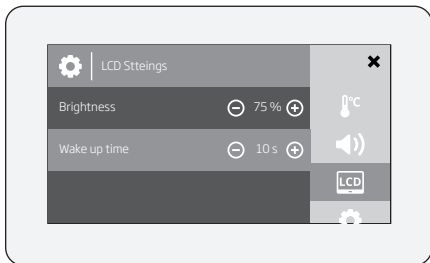 LCD Stteings
Brightness 75 %
Wake up time 10 s
°C
LCD